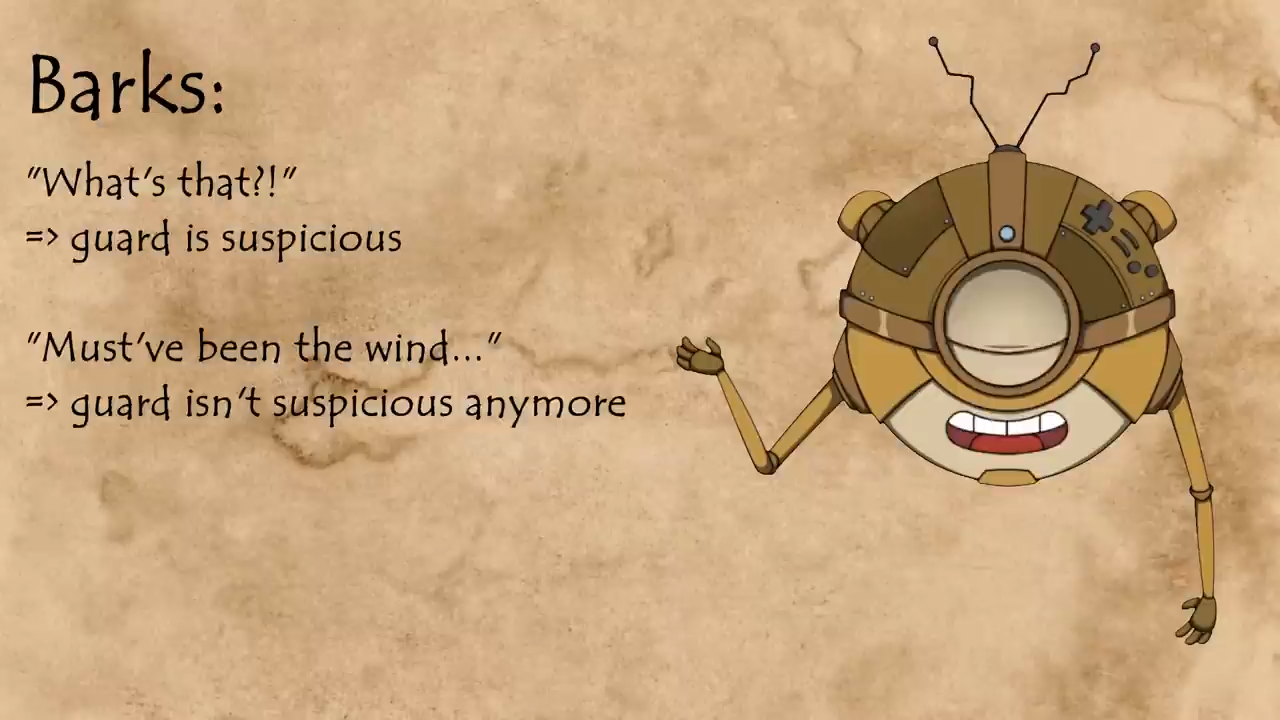 Barks:
"What's that?!"
=> guard is suspicious
"Must've been the wind..."
=> guard isn't suspicious anymore